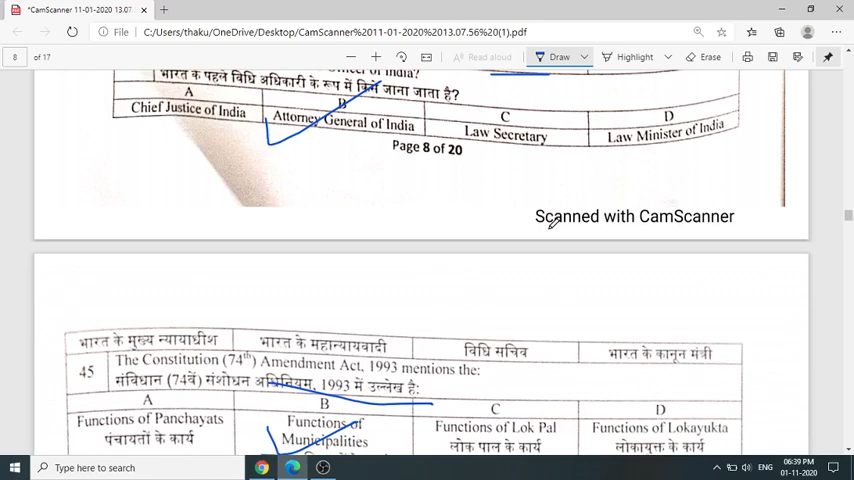 *CamScanner 11-01-2020 13.07.
C:/Users/thaku/OneDrive/Desktop/CamScanner%2011-01-2020%2013.07.56%20(1).pdf
8 of 17 Read aloud Draw Highlight Erase
Officer of India?
भारत के पहले विधि अधिकारी के रूप में किसे जाना जाता है?
A B C D
Chief Justice of India Attorney General of India Law Secretary Law Minister of India
Page 8 of 20
Scanned with CamScanner
भारत के मुख्य न्यायाधीश भारत के महान्यायवादी विधि सचिव भारत के कानून मंत्री
45 The Constitution (74th) Amendment Act, 1993 mentions the:
संविधान (74वें) संशोधन अधिनियम, 1993 में उल्लेख है:
A B C D
Functions of Panchayats Functions of Functions of Lok Pal Functions of Lokayukta
पंचायतों के कार्य Municipalities लोक पाल के कार्य लोकायुक्त के कार्य
Type here to search
ENG
06:39 PM
01-11-2020